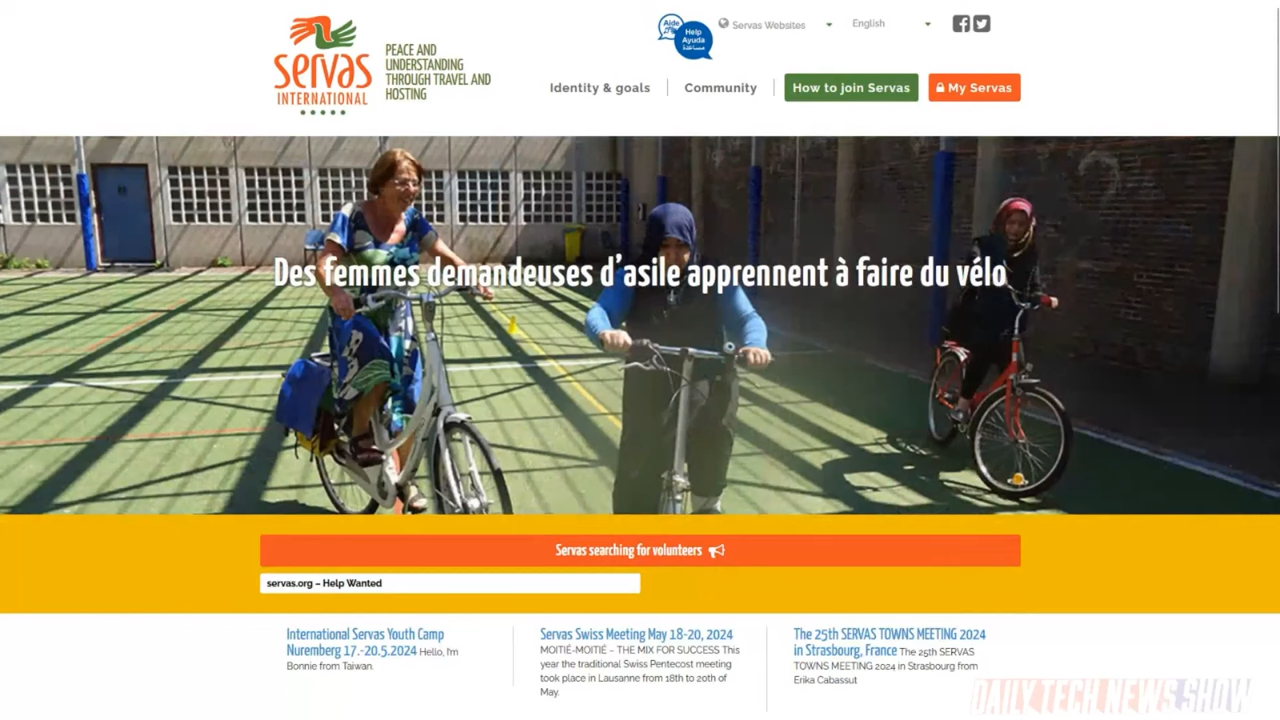 Aide
Help
Ayuda
مساعدة
Servas Websites
English
servas
INTERNATIONAL
PEACE AND
UNDERSTANDING
THROUGH TRAVEL AND
HOSTING
Identity & goals
Community
How to join Servas
My Servas
Des femmes demandeuses d'asile apprennent à faire du vélo
Servas searching for volunteers
servas.org – Help Wanted
International Servas Youth Camp
Nuremberg 17.-20.5.2024 Hello, I'm
Bonnie from Taiwan.
Servas Swiss Meeting May 18-20, 2024
MOITIÉ-MOITIÉ – THE MIX FOR SUCCESS This
year the traditional Swiss Pentecost meeting
took place in Lausanne from 18th to 20th of
May.
The 25th SERVAS TOWNS MEETING 2024
in Strasbourg, France The 25th SERVAS
TOWNS MEETING 2024 in Strasbourg from
Erika Cabassut
DAILY TECH NEWS SHOW